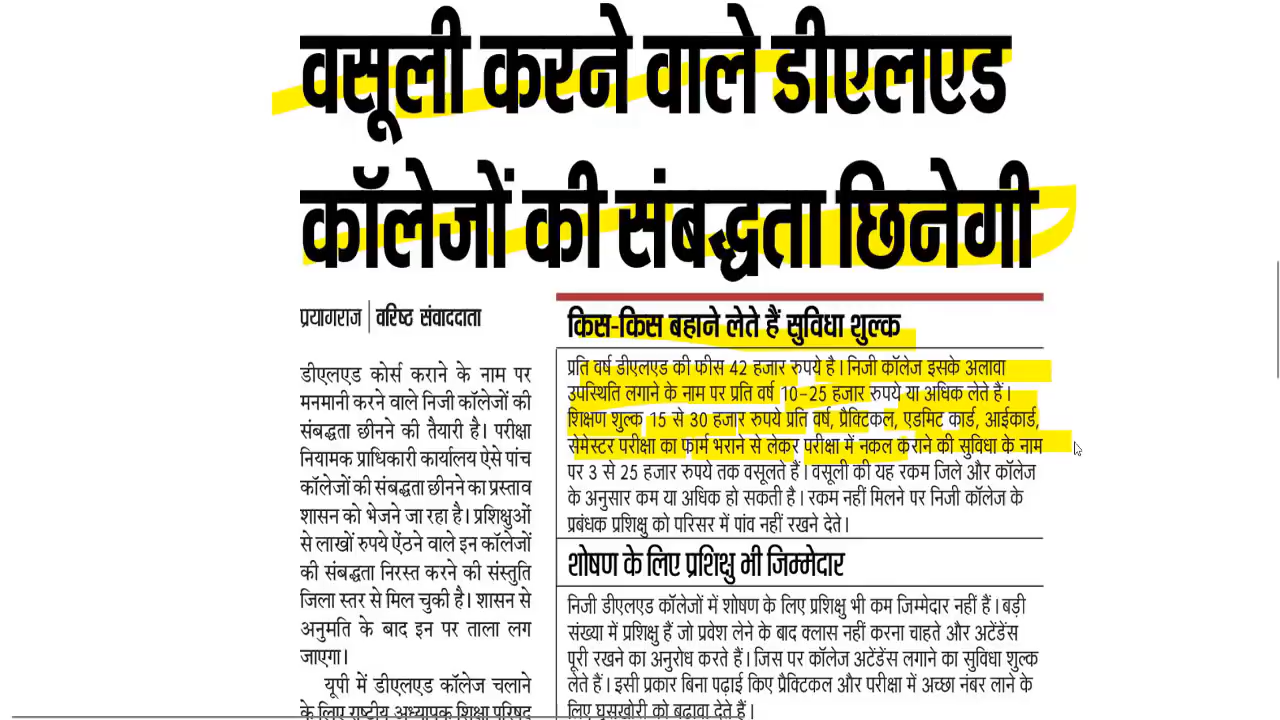 वसूली करने वाले डीएलएड
कॉलेजों की संबद्धता छिनेगी
प्रयागराज | वरिष्ठ संवाददाता
डीएलएड कोर्स कराने के नाम पर
मनमानी करने वाले निजी कॉलेजों की
संबद्धता छीनने की तैयारी है। परीक्षा
नियामक प्राधिकारी कार्यालय ऐसे पांच
कॉलेजों की संबद्धता छीनने का प्रस्ताव
शासन को भेजने जा रहा है। प्रशिक्षुओं
से लाखों रुपये ऐंठने वाले इन कॉलेजों
की संबद्धता निरस्त करने की संस्तुति
जिला स्तर से मिल चुकी है। शासन से
अनुमति के बाद इन पर ताला लग
जाएगा।
यूपी में डीएलएड कॉलेज चलाने
के लिए राष्ट्रीय अध्यापक शिक्षा परिषद
किस-किस बहाने लेते हैं सुविधा शुल्क
प्रति वर्ष डीएलएड की फीस 42 हजार रुपये है। निजी कॉलेज इसके अलावा
उपस्थिति लगाने के नाम पर प्रति वर्ष 10-25 हजार रुपये या अधिक लेते हैं।
शिक्षण शुल्क 15 से 30 हजार रुपये प्रति वर्ष, प्रैक्टिकल, एडमिट कार्ड, आईकार्ड,
सेमेस्टर परीक्षा का फार्म भराने से लेकर परीक्षा में नकल कराने की सुविधा के नाम
पर 3 से 25 हजार रुपये तक वसूलते हैं। वसूली की यह रकम जिले और कॉलेज
के अनुसार कम या अधिक हो सकती है। रकम नहीं मिलने पर निजी कॉलेज के
प्रबंधक प्रशिक्षु को परिसर में पांव नहीं रखने देते।
शोषण के लिए प्रशिक्षु भी जिम्मेदार
निजी डीएलएड कॉलेजों में शोषण के लिए प्रशिक्षु भी कम जिम्मेदार नहीं हैं। बड़ी
संख्या में प्रशिक्षु हैं जो प्रवेश लेने के बाद क्लास नहीं करना चाहते और अटेंडेंस
पूरी रखने का अनुरोध करते हैं। जिस पर कॉलेज अटेंडेंस लगाने का सुविधा शुल्क
लेते हैं। इसी प्रकार बिना पढ़ाई किए प्रैक्टिकल और परीक्षा में अच्छा नंबर लाने के
लिए घूसखोरी को बढ़ावा देते हैं।